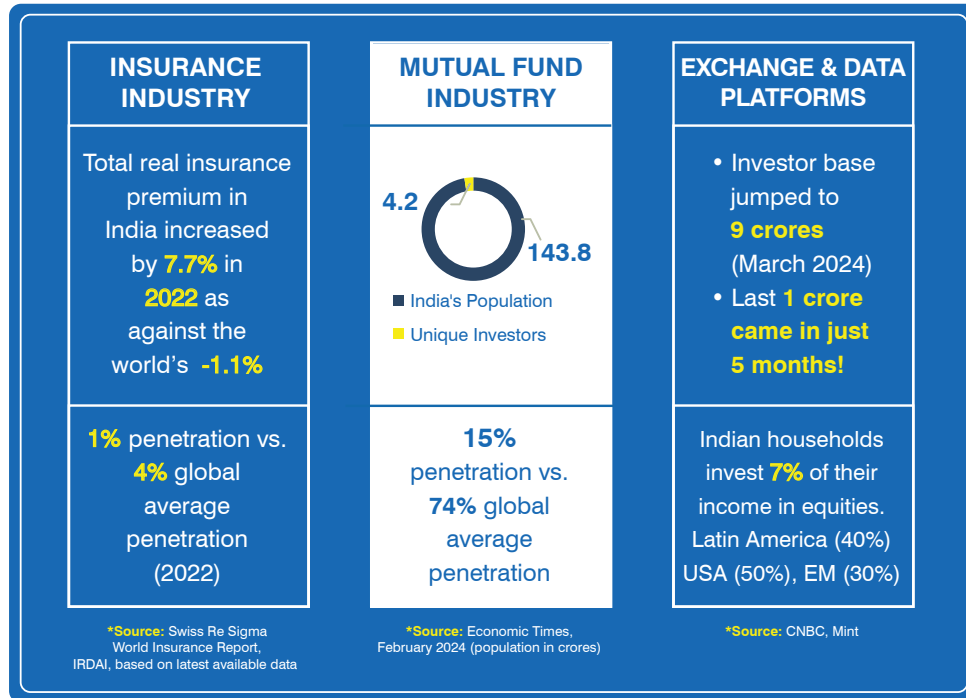 INSURANCE
INDUSTRY
Total real insurance
premium in
India increased
by 7.7% in
2022 as
against the
world's -1.1%
1% penetration vs.
4% global
average
penetration
(2022)
*Source: Swiss Re Sigma
World Insurance Report,
IRDAI, based on latest available data
MUTUAL FUND
INDUSTRY
4.2
143.8
India's Population
Unique Investors
15%
penetration vs.
74% global
average
penetration
*Source: Economic Times,
February 2024 (population in crores)
EXCHANGE & DATA
PLATFORMS
• Investor base
jumped to
9 crores
(March 2024)
• Last 1 crore
came in just
5 months!
Indian households
invest 7% of their
income in equities.
Latin America (40%)
USA (50%), EM (30%)
*Source: CNBC, Mint